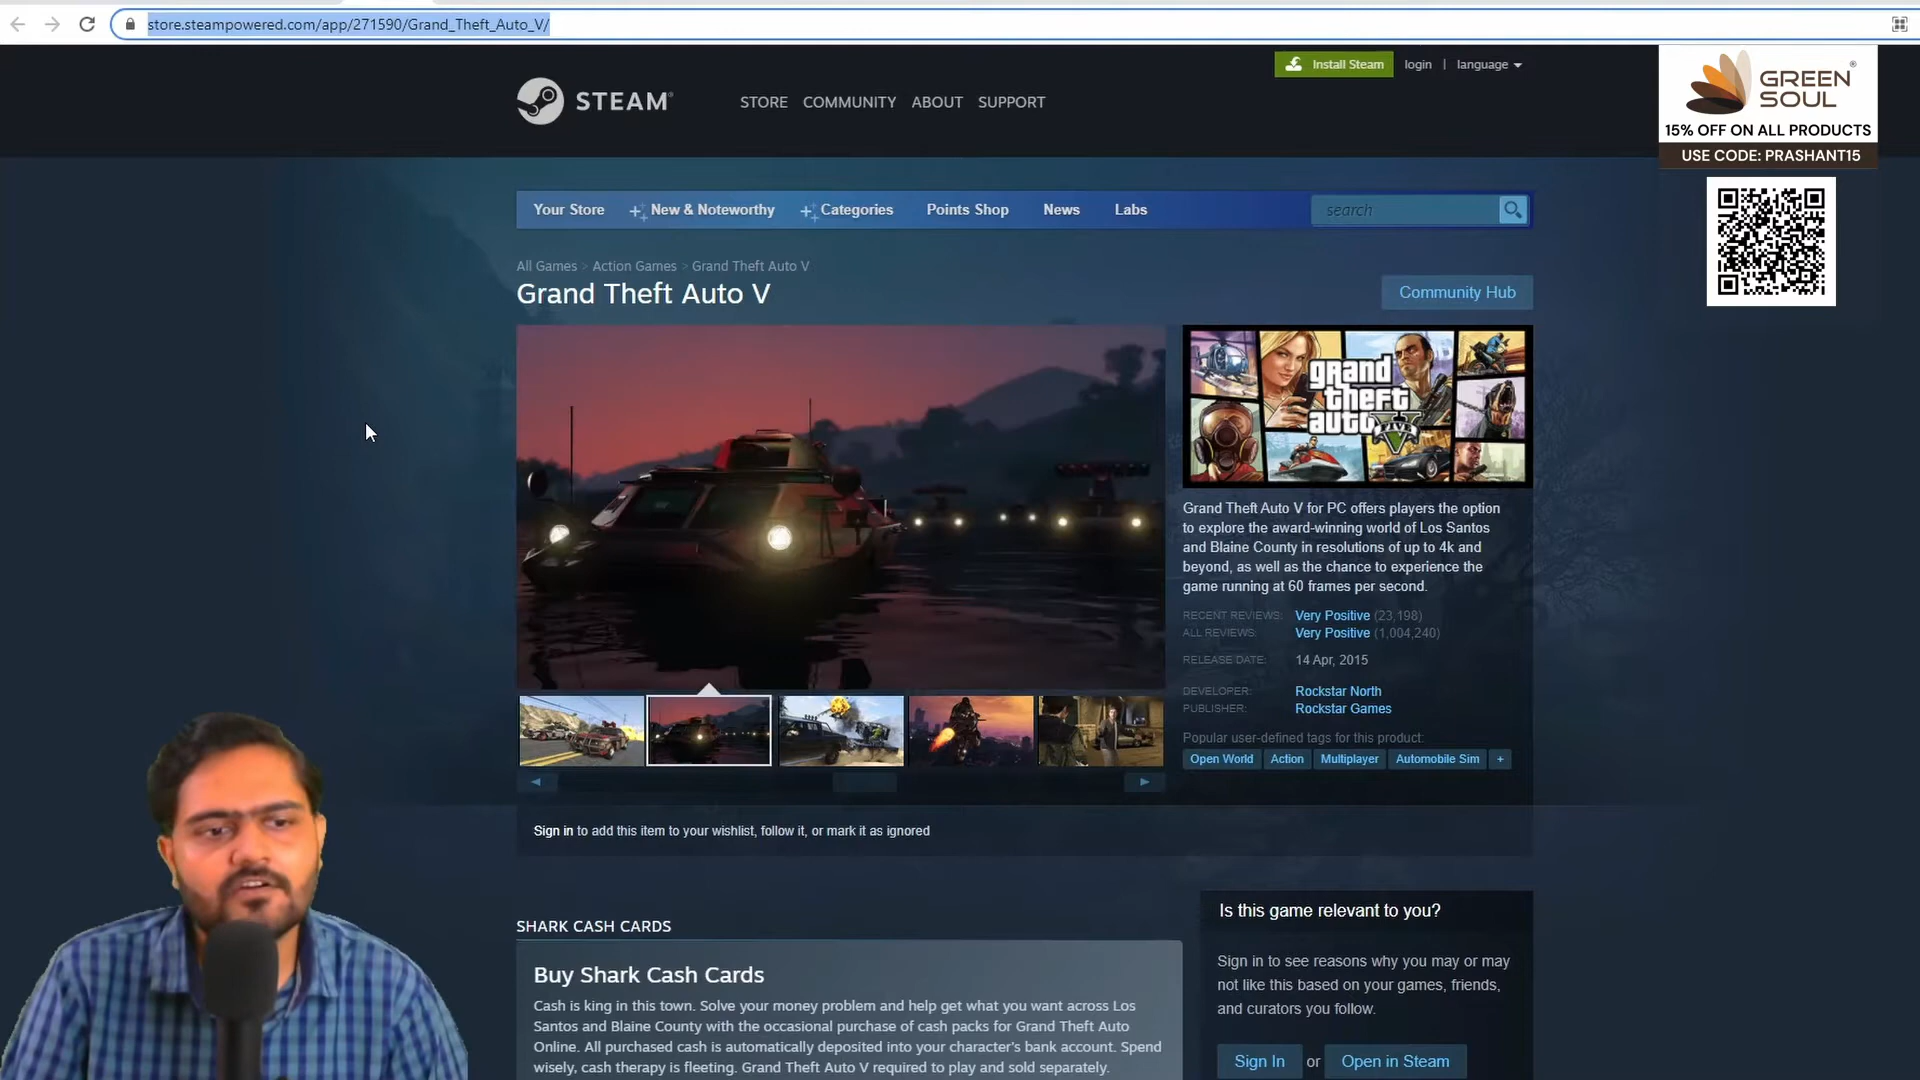 store.steampowered.com/app/271590/Grand_Theft_Auto_V/
Install Steam
login | language
STEAM®
STORE COMMUNITY ABOUT SUPPORT
GREEN SOUL®
15% OFF ON ALL PRODUCTS
USE CODE: PRASHANT15
Your Store New & Noteworthy Categories Points Shop News Labs
search
All Games > Action Games > Grand Theft Auto V
Grand Theft Auto V
Community Hub
grand
theft
auto
V
FIVE
Grand Theft Auto V for PC offers players the option
to explore the award-winning world of Los Santos
and Blaine County in resolutions of up to 4k and
beyond, as well as the chance to experience the
game running at 60 frames per second.
RECENT REVIEWS: Very Positive (23,198)
ALL REVIEWS: Very Positive (1,004,240)
RELEASE DATE: 14 Apr, 2015
DEVELOPER: Rockstar North
PUBLISHER: Rockstar Games
Popular user-defined tags for this product:
Open World Action Multiplayer Automobile Sim +
Sign in to add this item to your wishlist, follow it, or mark it as ignored
SHARK CASH CARDS
Buy Shark Cash Cards
Cash is king in this town. Solve your money problem and help get what you want across Los
Santos and Blaine County with the occasional purchase of cash packs for Grand Theft Auto
Online. All purchased cash is automatically deposited into your character's bank account. Spend
wisely, cash therapy is fleeting. Grand Theft Auto V required to play and sold separately.
Is this game relevant to you?
Sign in to see reasons why you may or may
not like this based on your games, friends,
and curators you follow.
Sign In or Open in Steam